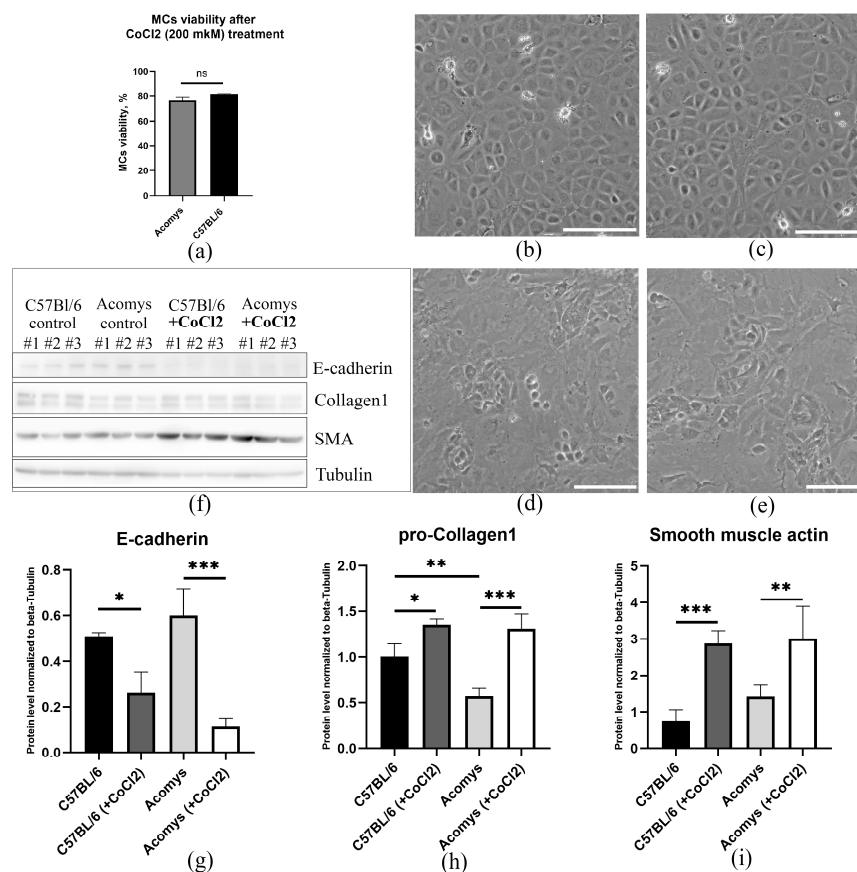 MCs viability after
CoCl2 (200 mkM) treatment
ns
MCs viability, %
100
80
60
40
20
0
Acomys
C57BL/6
(a)
(b)
(c)
C57Bl/6 Acomys C57Bl/6 Acomys
control control +CoCl2 +CoCl2
#1 #2 #3 #1 #2 #3 #1 #2 #3 #1 #2 #3
E-cadherin
Collagen1
SMA
Tubulin
(f)
(d)
(e)
E-cadherin
Protein level normalized to beta-Tubulin
0.8
0.6
0.4
0.2
0.0
*
***
C57BL/6
C57BL/6 (+CoCl2)
Acomys
Acomys (+CoCl2)
(g)
pro-Collagen1
Protein level normalized to beta-Tubulin
2.0
1.5
1.0
0.5
0.0
**
*
***
C57BL/6
C57BL/6 (+CoCl2)
Acomys
Acomys (+CoCl2)
(h)
Smooth muscle actin
Protein level normalized to beta-Tubulin
5
4
3
2
1
0
***
**
C57BL/6
C57BL/6 (+CoCl2)
Acomys
Acomys (+CoCl2)
(i)